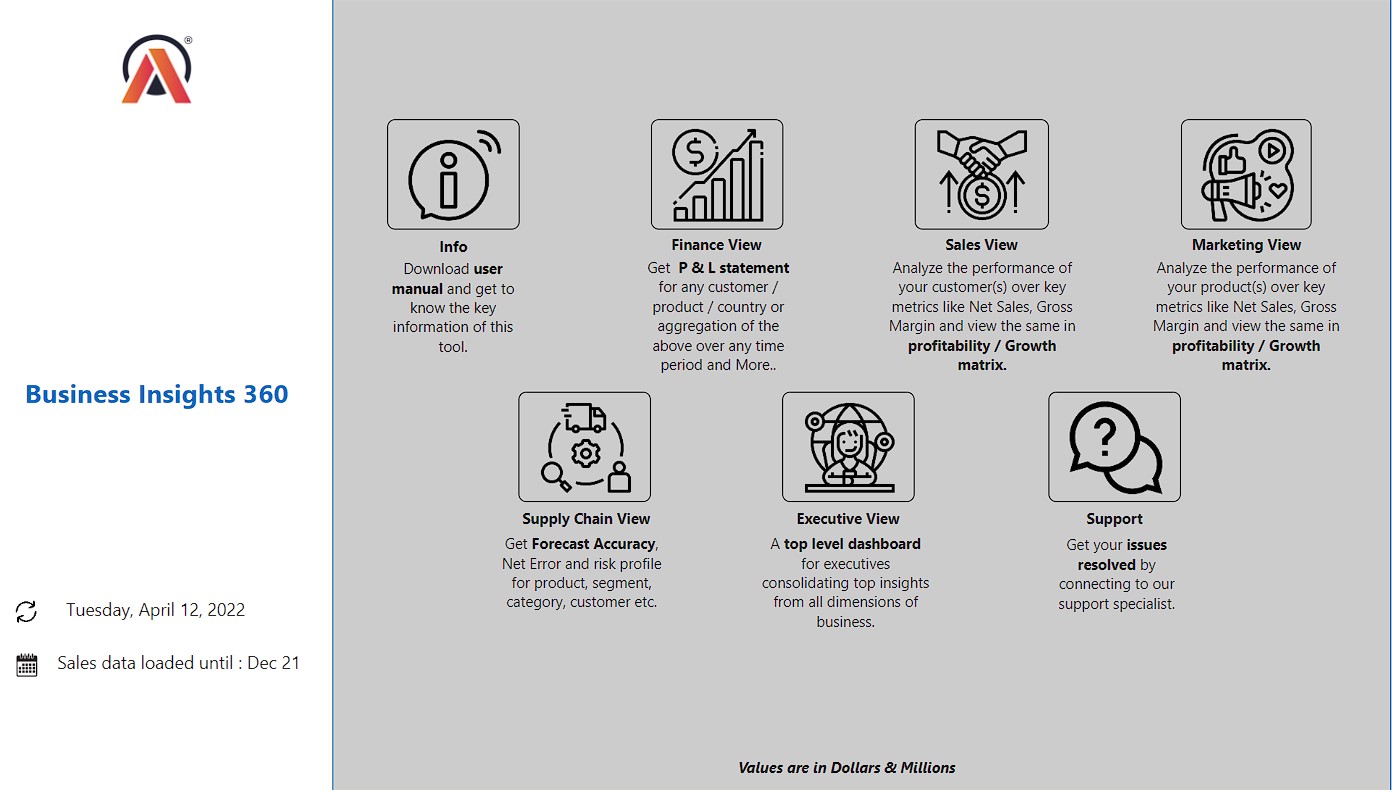 ®
Business Insights 360
Tuesday, April 12, 2022
Sales data loaded until : Dec 21
Info
Download user
manual and get to
know the key
information of this
tool.
Finance View
Get P & L statement
for any customer /
product / country or
aggregation of the
above over any time
period and More..
Sales View
Analyze the performance of
your customer(s) over key
metrics like Net Sales, Gross
Margin and view the same in
profitability / Growth
matrix.
Marketing View
Analyze the performance of
your product(s) over key
metrics like Net Sales, Gross
Margin and view the same in
profitability / Growth
matrix.
Supply Chain View
Get Forecast Accuracy,
Net Error and risk profile
for product, segment,
category, customer etc.
Executive View
A top level dashboard
for executives
consolidating top insights
from all dimensions of
business.
Support
Get your issues
resolved by
connecting to our
support specialist.
Values are in Dollars & Millions